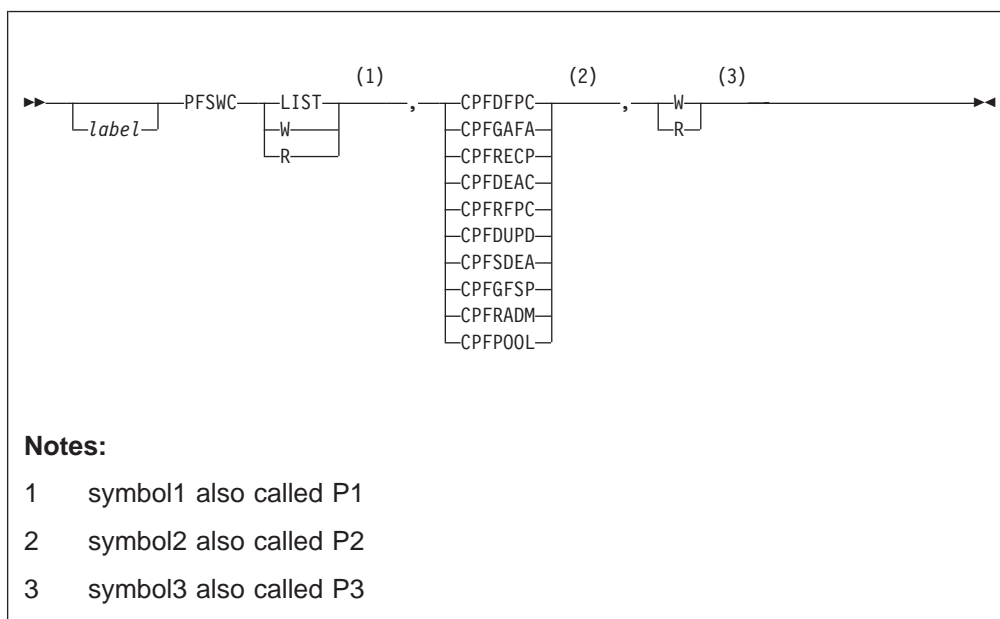 (1) (2) (3)
PFSWC LIST , CPFDFPC , W
label W CPFGAFA R
R CPFRECP
CPFDEAC
CPFRFPC
CPFDUPD
CPFSDEA
CPFGFSP
CPFRADM
CPFPOOL
Notes:
1 symbol1 also called P1
2 symbol2 also called P2
3 symbol3 also called P3